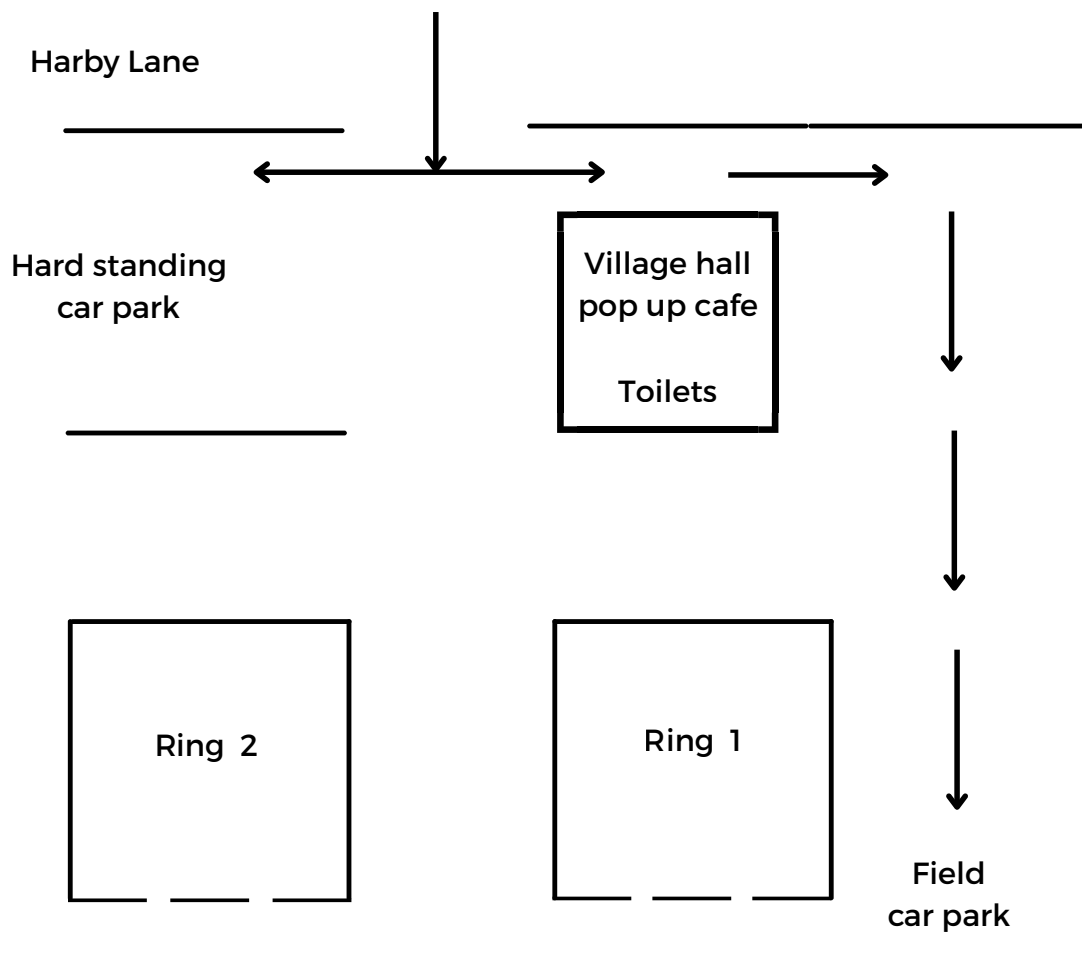 Harby Lane
Hard standing
car park
Village hall
pop up cafe
Toilets
Ring 2
Ring 1
Field
car park